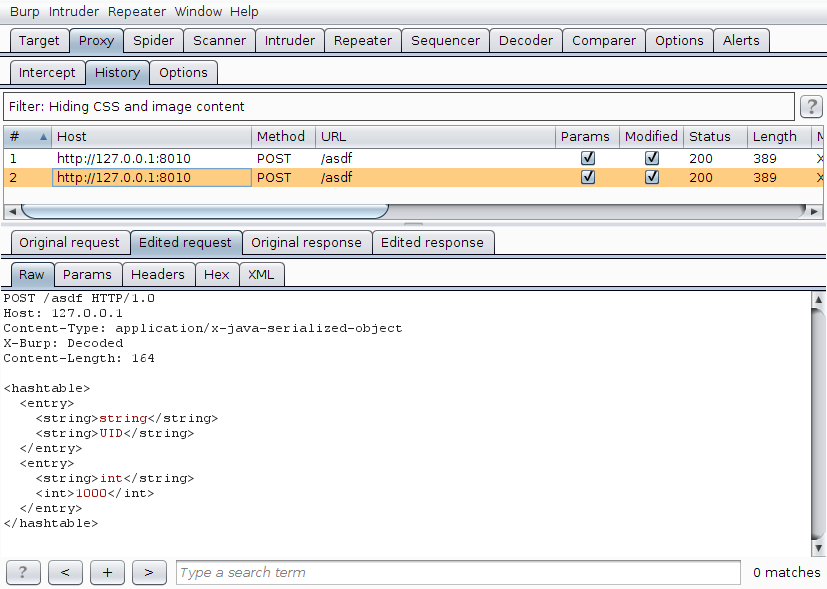 Burp Intruder Repeater Window Help
Target Proxy Spider Scanner Intruder Repeater Sequencer Decoder Comparer Options Alerts
Intercept History Options
Filter: Hiding CSS and image content ?
# Host Method URL Params Modified Status Length
1 http://127.0.0.1:8010 POST /asdf 200 389
2 http://127.0.0.1:8010 POST /asdf 200 389
Original request Edited request Original response Edited response
Raw Params Headers Hex XML
POST /asdf HTTP/1.0
Host: 127.0.0.1
Content-Type: application/x-java-serialized-object
X-Burp: Decoded
Content-Length: 164
<hashtable>
<entry>
<string>string</string>
<string>UID</string>
</entry>
<entry>
<string>int</string>
<int>1000</int>
</entry>
</hashtable>
? < + > Type a search term 0 matches